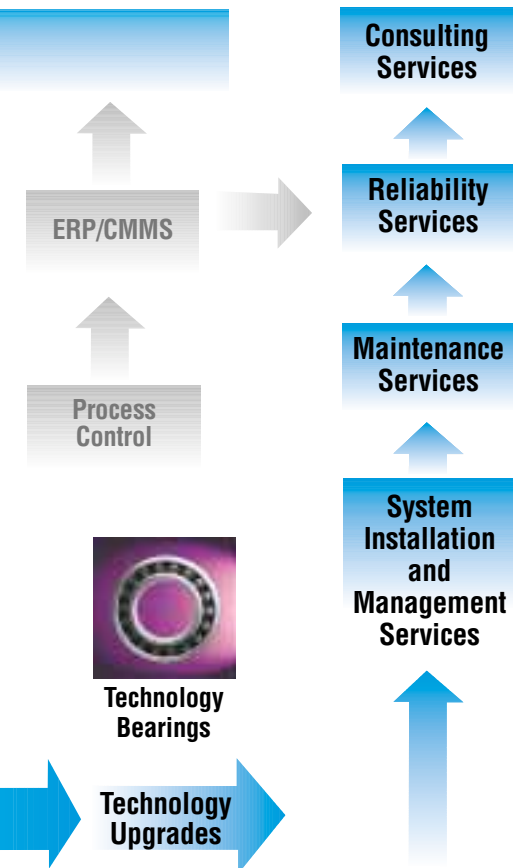 Consulting
Services
ERP/CMMS
Reliability
Services
Maintenance
Services
Process
Control
System
Installation
and
Management
Services
Technology
Bearings
Technology
Upgrades